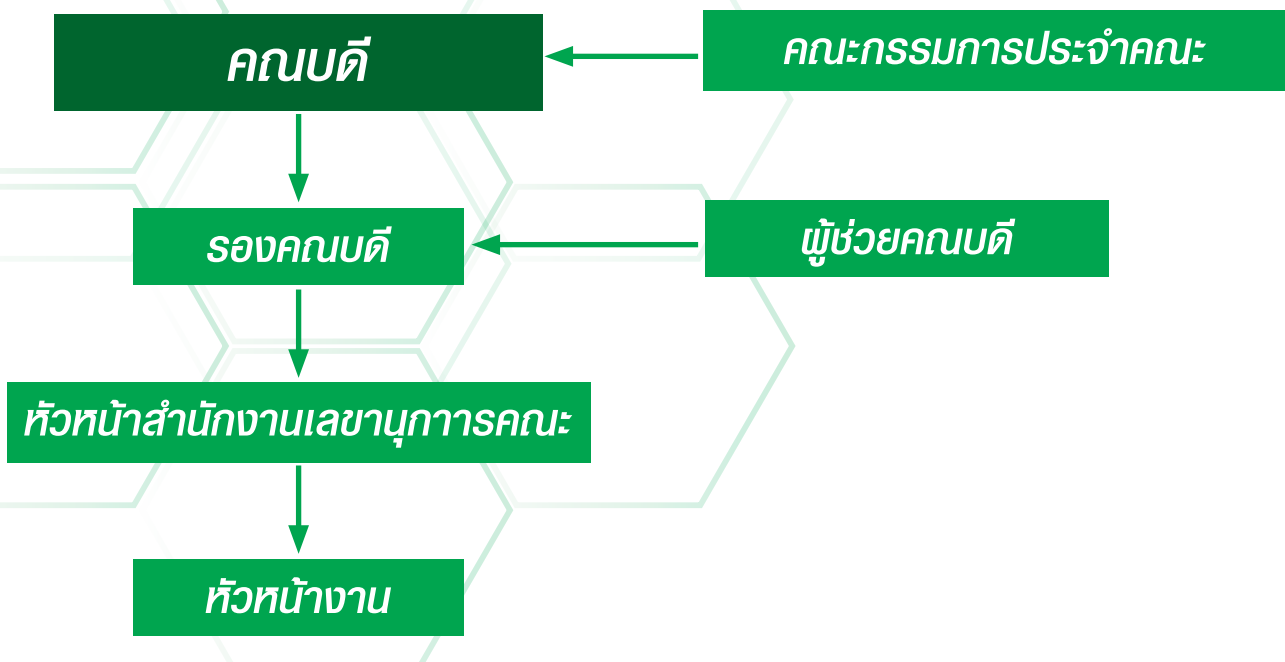 คณบดี
คณะกรรมการประจำคณะ
รองคณบดี
ผู้ช่วยคณบดี
หัวหน้าสำนักงานเลขานุกาารคณะ
หัวหน้างาน